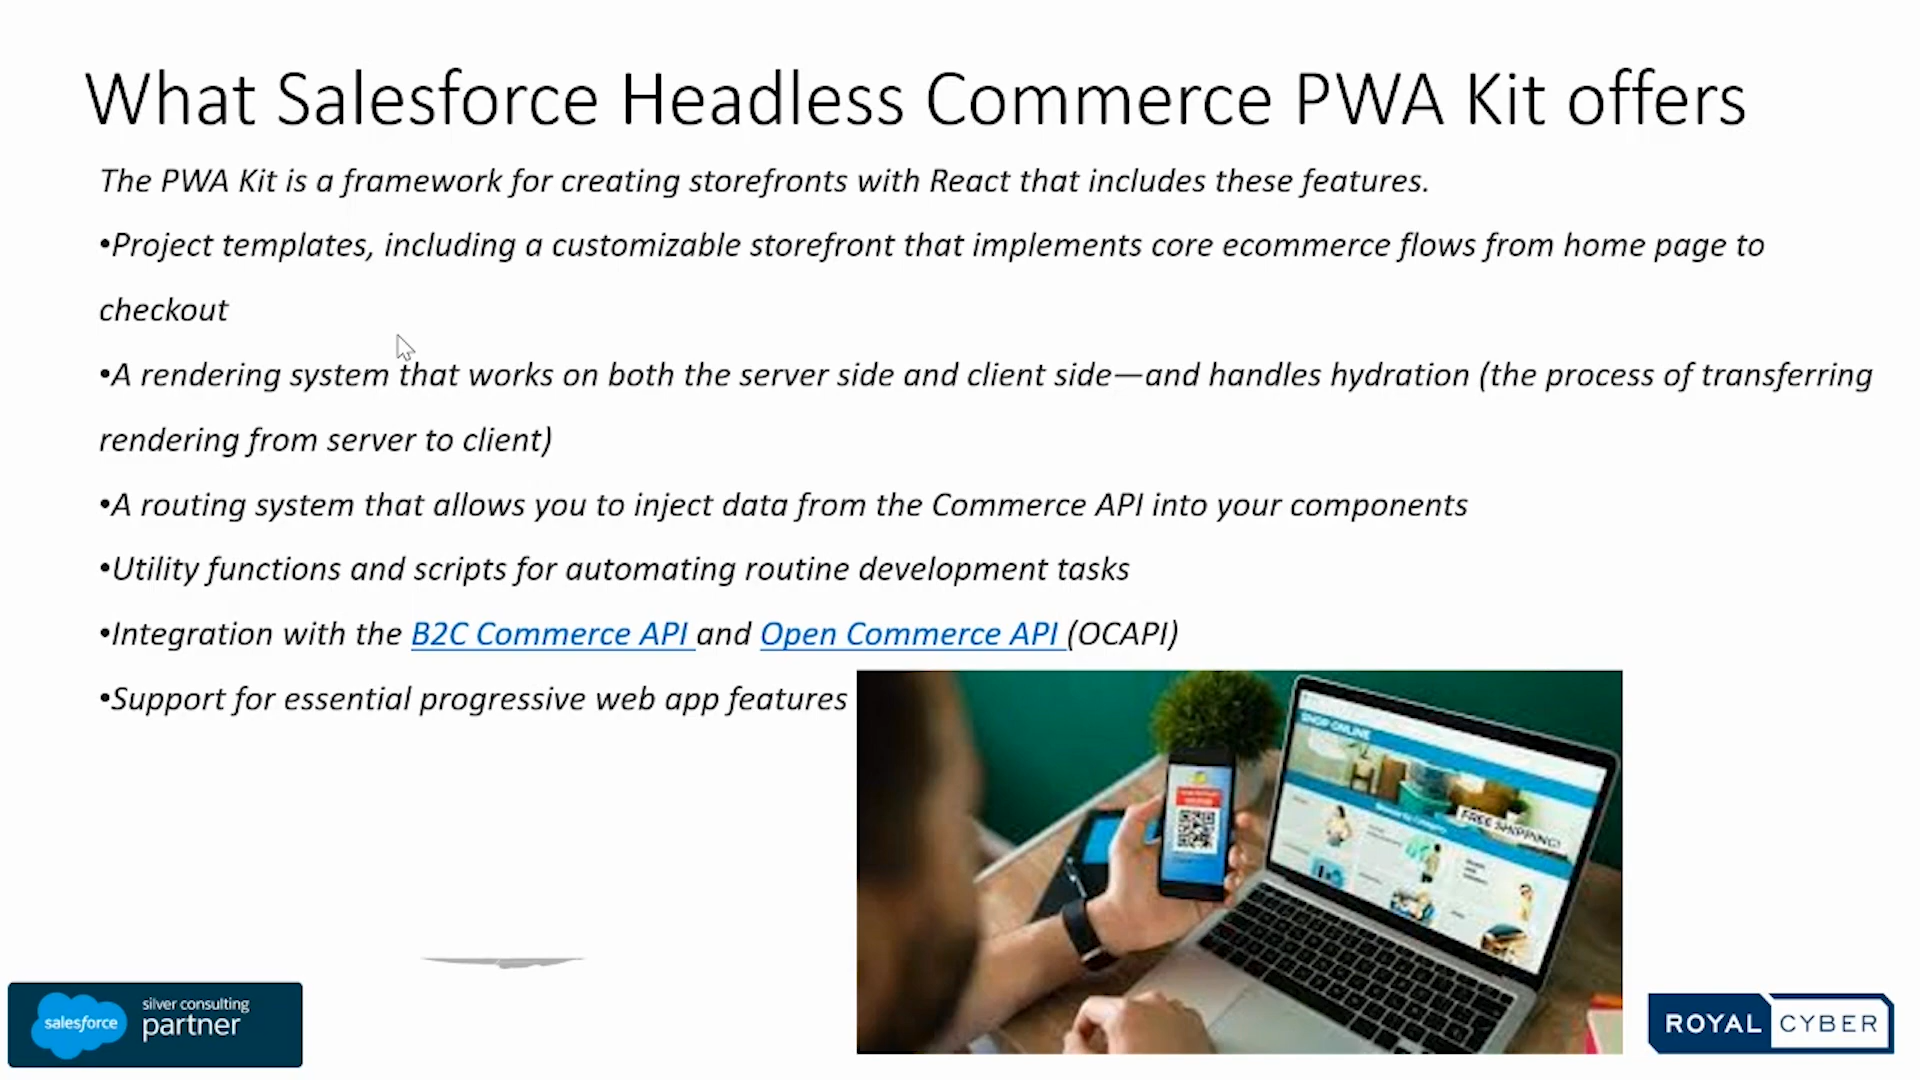 What Salesforce Headless Commerce PWA Kit offers
The PWA Kit is a framework for creating storefronts with React that includes these features.
•Project templates, including a customizable storefront that implements core ecommerce flows from home page to
checkout
•A rendering system that works on both the server side and client side—and handles hydration (the process of transferring
rendering from server to client)
•A routing system that allows you to inject data from the Commerce API into your components
•Utility functions and scripts for automating routine development tasks
•Integration with the B2C Commerce API and Open Commerce API (OCAPI)
•Support for essential progressive web app features
SHOP ONLINE
FREE SHIPPING!
salesforce
silver consulting
partner
ROYAL CYBER